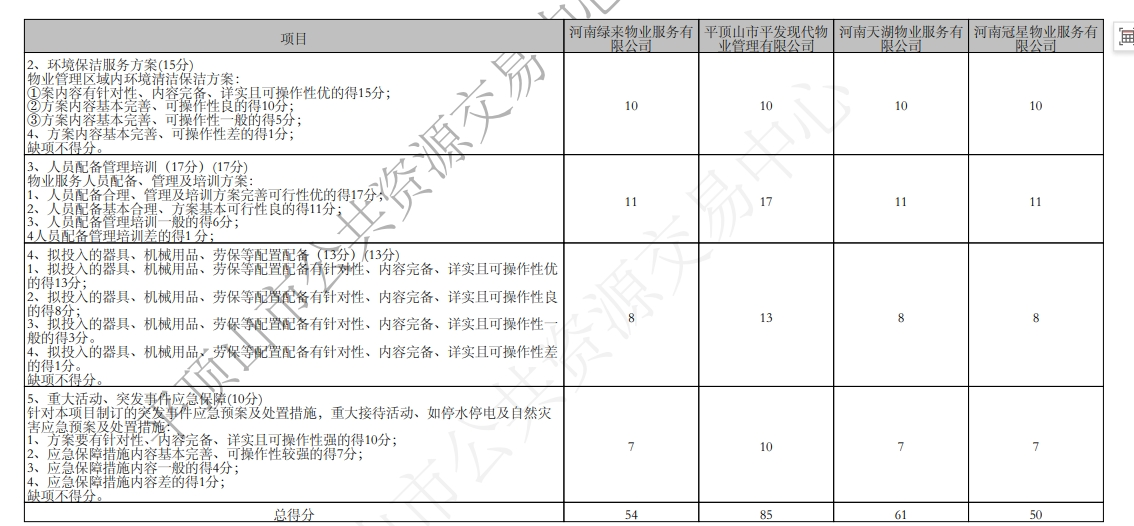 项目
河南绿来物业服务有
限公司
平顶山市平发现代物
业管理有限公司
河南天湖物业服务有
限公司
河南冠星物业服务有
限公司
2、环境保洁服务方案(15分)
物业管理区域内环境清洁保洁方案：
①案内容有针对性、内容完备、详实且可操作性优的得15分；
②方案内容基本完善、可操作性良的得10分；
③方案内容基本完善、可操作性一般的得5分；
4、方案内容基本完善、可操作性差的得1分；
缺项不得分。
10
10
10
10
3、人员配备管理培训（17分）(17分)
物业服务人员配备、管理及培训方案：
1、人员配备合理、管理及培训方案完善可行性优的得17分；
2、人员配备基本合理、方案基本可行性良的得11分；
3、人员配备管理培训一般的得6分；
4人员配备管理培训差的得1 分；
11
17
11
11
4、拟投入的器具、机械用品、劳保等配置配备（13分）(13分)
1、拟投入的器具、机械用品、劳保等配置配备有针对性、内容完备、详实且可操作性优
的得13分；
2、拟投入的器具、机械用品、劳保等配置配备有针对性、内容完备、详实且可操作性良
的得8分；
3、拟投入的器具、机械用品、劳保等配置配备有针对性、内容完备、详实且可操作性一
般的得3分。
4、拟投入的器具、机械用品、劳保等配置配备有针对性、内容完备、详实且可操作性差
的得1分。
缺项不得分。
8
13
8
8
5、重大活动、突发事件应急保障(10分)
针对本项目制订的突发事件应急预案及处置措施，重大接待活动、如停水停电及自然灾
害应急预案及处置措施：
1、方案要有针对性、内容完备、详实且可操作性强的得10分；
2、应急保障措施内容基本完善、可操作性较强的得7分；
3、应急保障措施内容一般的得4分；
4、应急保障措施内容差的得1分；
缺项不得分。
7
10
7
7
总得分
54
85
61
50
平顶山市公共资源交易中心
山市公共资源交易中心